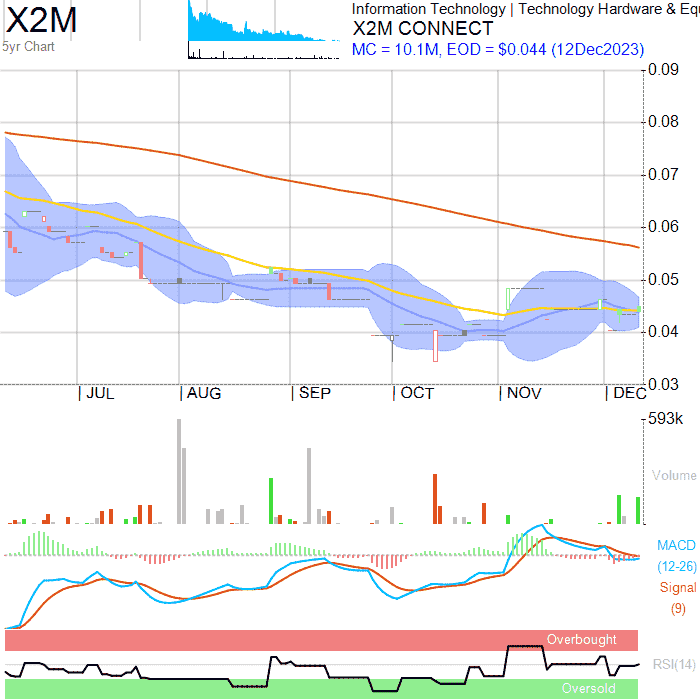 X2M
5yr Chart
Information Technology | Technology Hardware & Eq
X2M CONNECT
MC = 10.1M, EOD = $0.044 (12Dec2023)
0.09
0.08
0.07
0.06
0.05
0.04
0.03
JUL
AUG
SEP
OCT
NOV
DEC
593k
Volume
MACD
(12-26)
Signal
(9)
Overbought
RSI(14)
Oversold